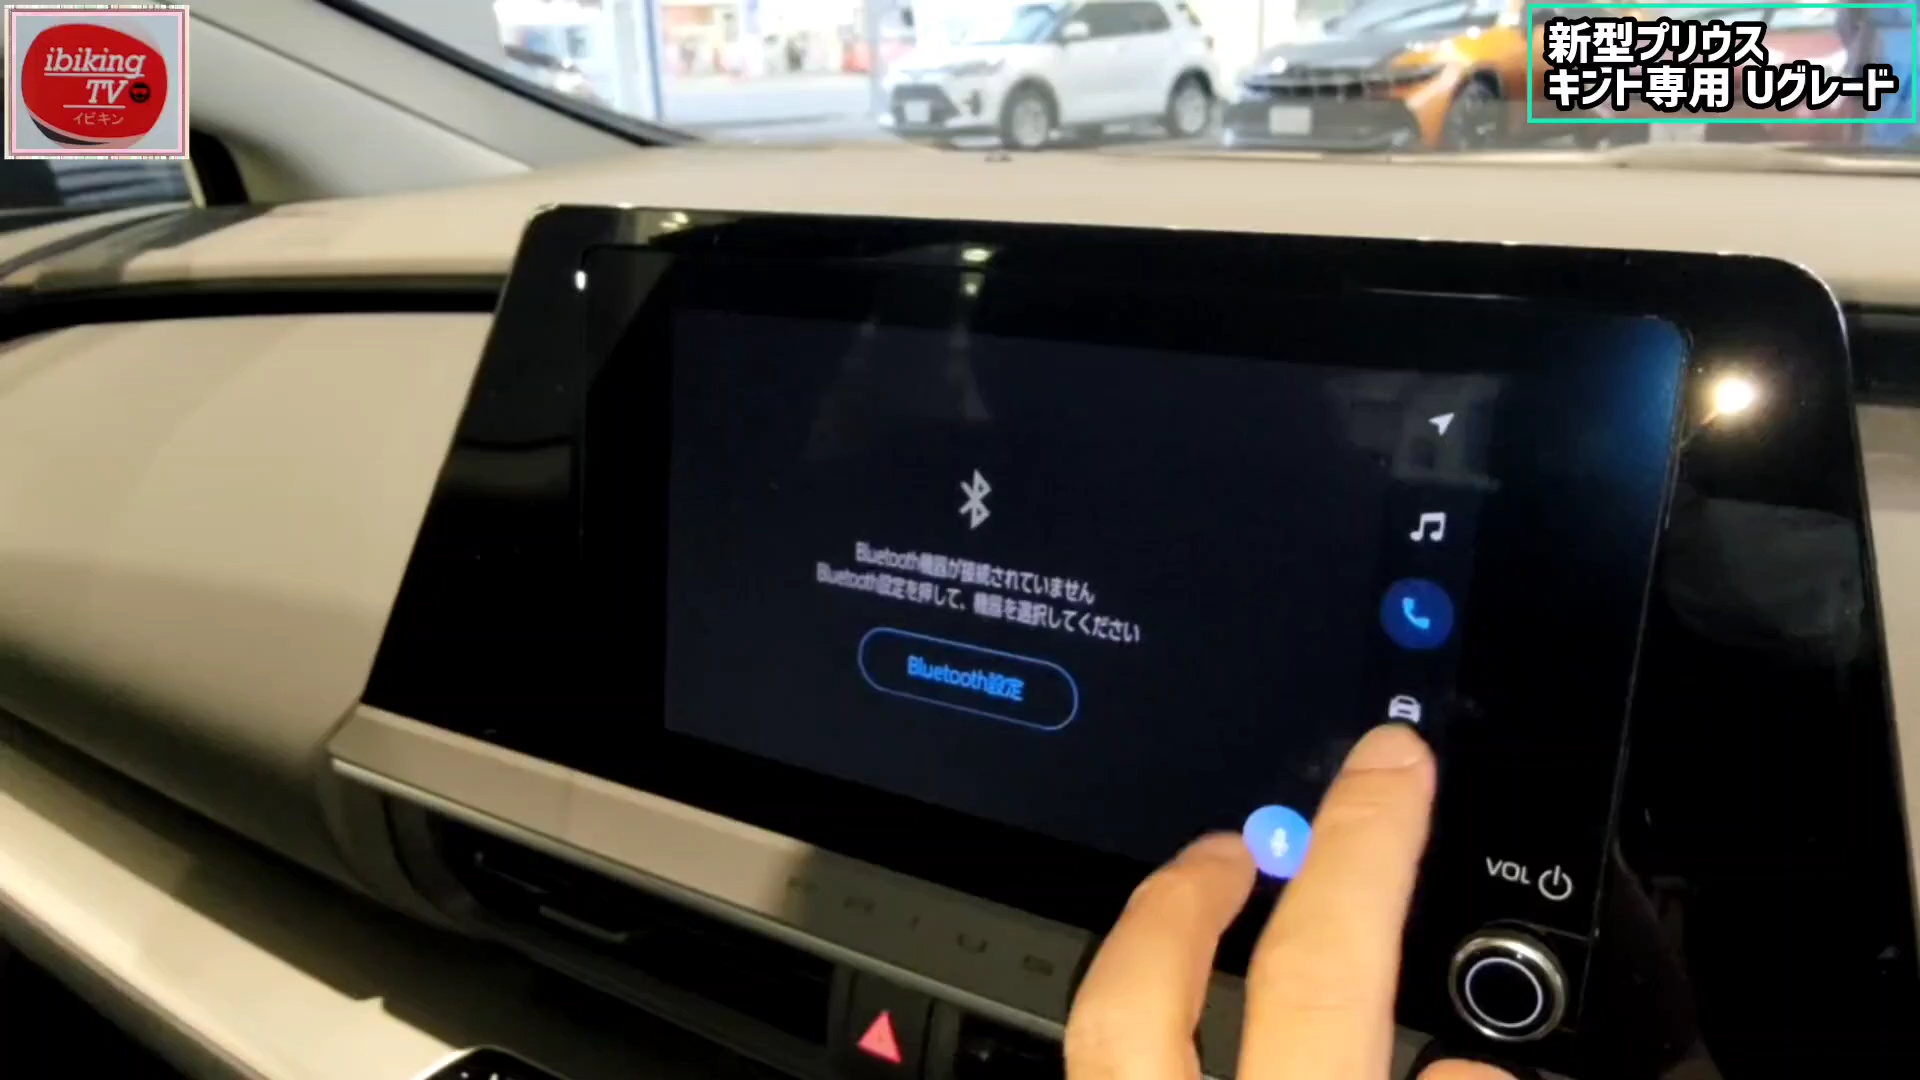 ibiking
TV
イビキン
新型プリウス
キント専用 Uグレード
Bluetooth機器が接続されていません
Bluetooth設定を押して、機器を選択してください
Bluetooth設定
VOL